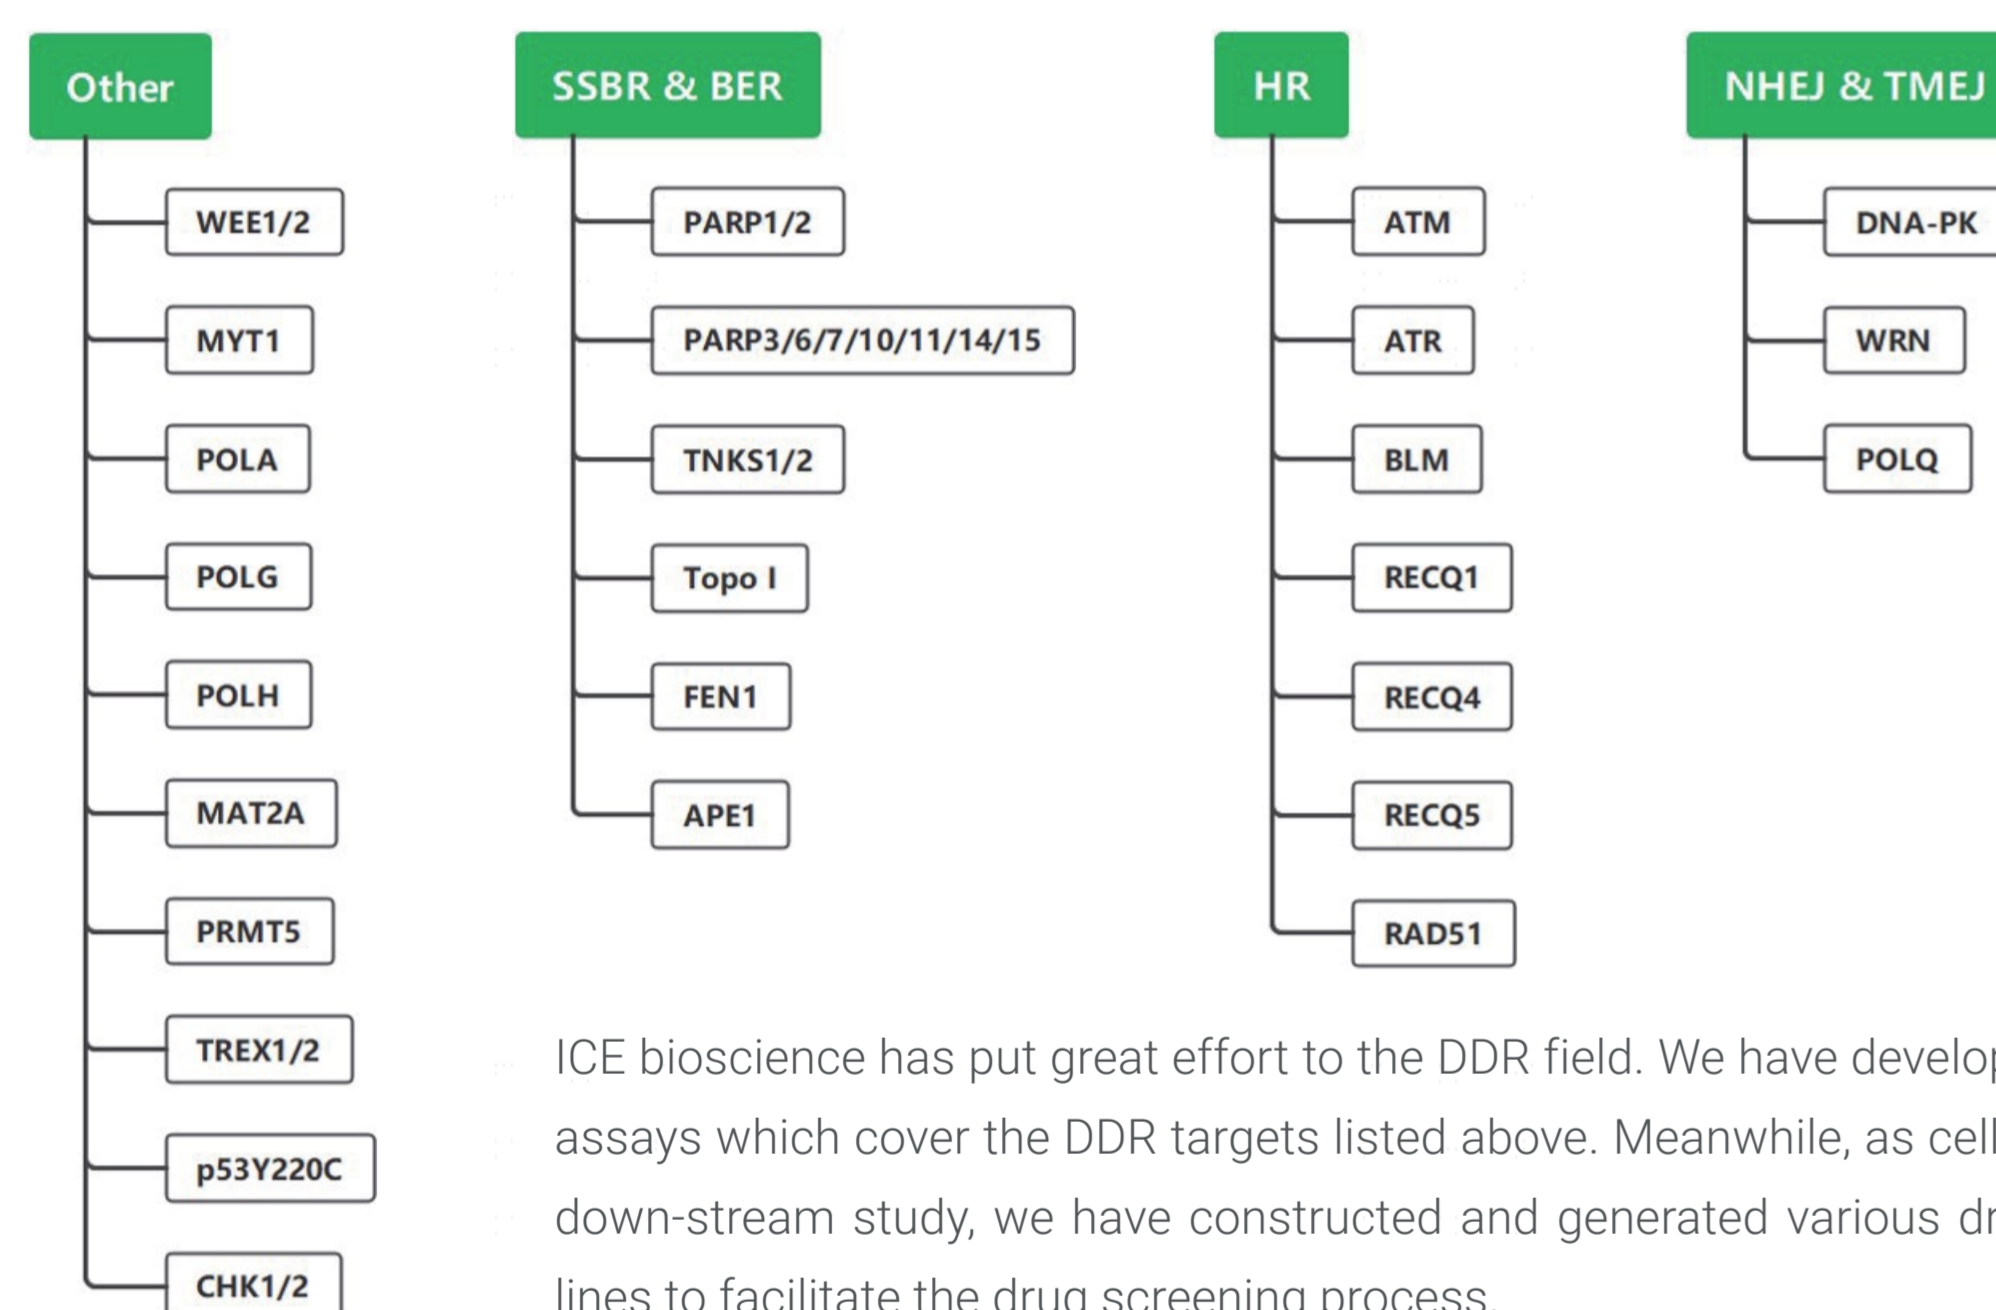 Other
WEE1/2
MYT1
POLA
POLG
POLH
MAT2A
PRMT5
TREX1/2
p53Y220C
CHK1/2
SSBR & BER
PARP1/2
PARP3/6/7/10/11/14/15
TNKS1/2
Topo I
FEN1
APE1
HR
ATM
ATR
BLM
RECQ1
RECQ4
RECQ5
RAD51
NHEJ & TMEJ
DNA-PK
WRN
POLQ
ICE bioscience has put great effort to the DDR field. We have develop
assays which cover the DDR targets listed above. Meanwhile, as cell
down-stream study, we have constructed and generated various dr
lines to facilitate the drug screening process.